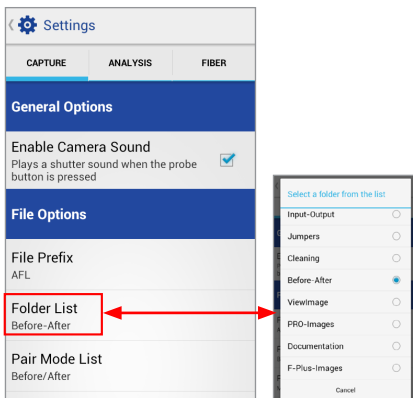 Settings
CAPTURE ANALYSIS FIBER
General Options
Enable Camera Sound
Plays a shutter sound when the probe
button is pressed
File Options
File Prefix
AFL
Folder List
Before-After
Pair Mode List
Before/After
Select a folder from the list
Input-Output
Jumpers
Cleaning
Before-After
ViewImage
PRO-Images
Documentation
F-Plus-Images
Cancel